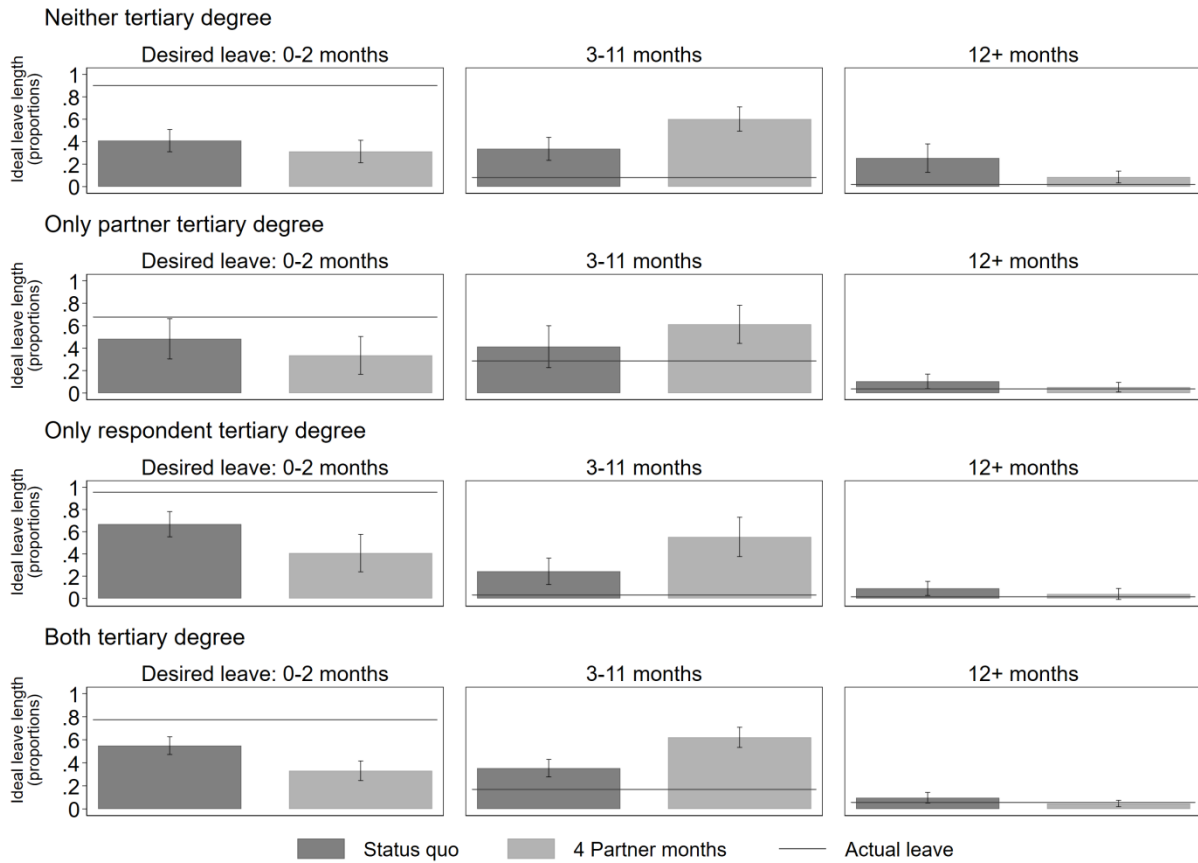 Neither tertiary degree
Desired leave: 0-2 months
3-11 months
12+ months
Ideal leave length
(proportions)
1
.8
.6
.4
.2
0
Only partner tertiary degree
Desired leave: 0-2 months
3-11 months
12+ months
Ideal leave length
(proportions)
1
.8
.6
.4
.2
0
Only respondent tertiary degree
Desired leave: 0-2 months
3-11 months
12+ months
Ideal leave length
(proportions)
1
.8
.6
.4
.2
0
Both tertiary degree
Desired leave: 0-2 months
3-11 months
12+ months
Ideal leave length
(proportions)
1
.8
.6
.4
.2
0
Status quo
4 Partner months
Actual leave